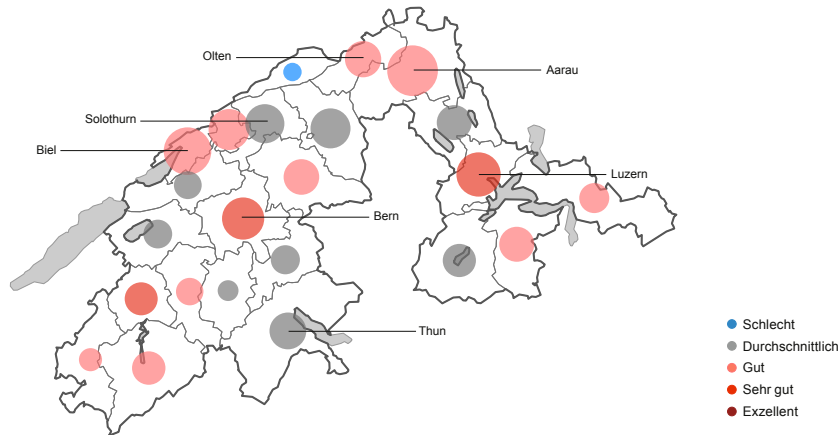 Olten
Aarau
Solothurn
Biel
Luzern
Bern
Thun
Schlecht
Durchschnittlich
Gut
Sehr gut
Exzellent